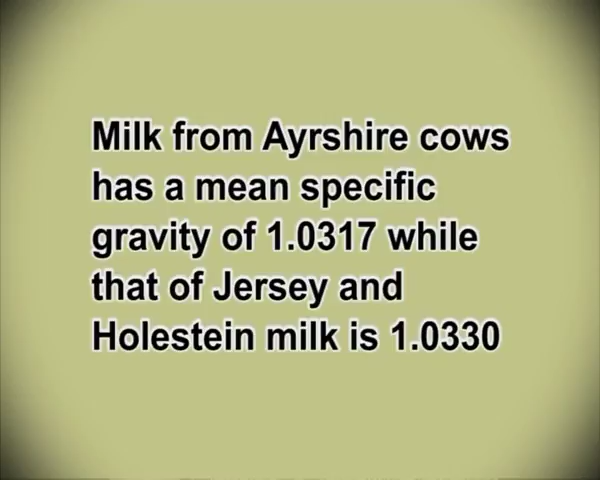 Milk from Ayrshire cows
has a mean specific
gravity of 1.0317 while
that of Jersey and
Holestein milk is 1.0330